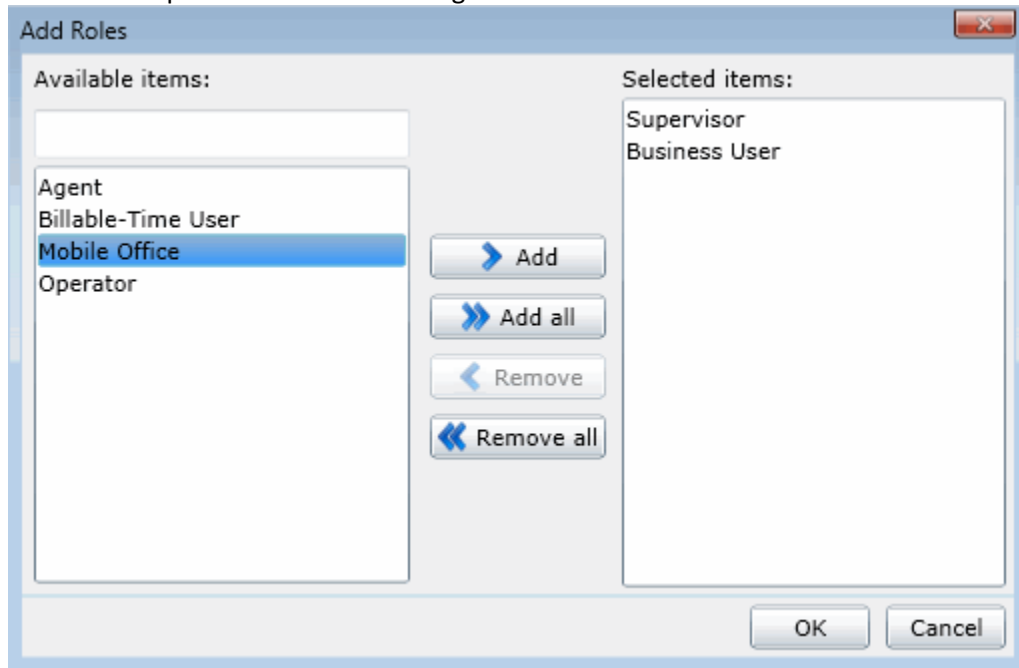 Add Roles
Available items:
Selected items:
Supervisor
Business User
Agent
Billable-Time User
Mobile Office
Operator
Add
Add all
Remove
Remove all
OK
Cancel